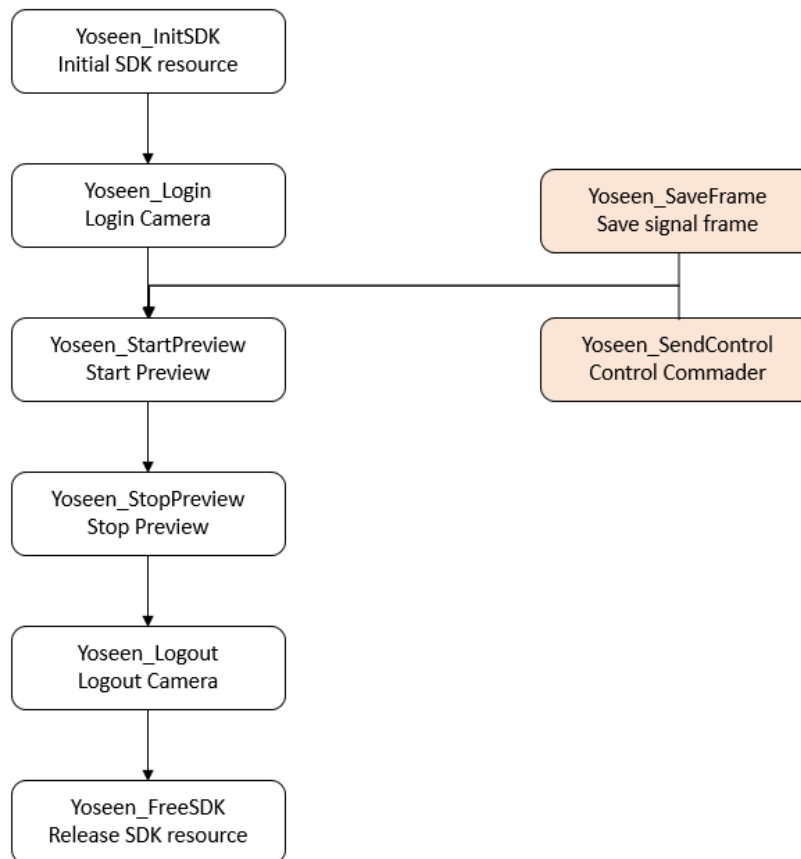 Yoseen_InitSDK
Initial SDK resource
Yoseen_Login
Login Camera
Yoseen_SaveFrame
Save signal frame
Yoseen_StartPreview
Start Preview
Yoseen_SendControl
Control Commader
Yoseen_StopPreview
Stop Preview
Yoseen_Logout
Logout Camera
Yoseen_FreeSDK
Release SDK resource